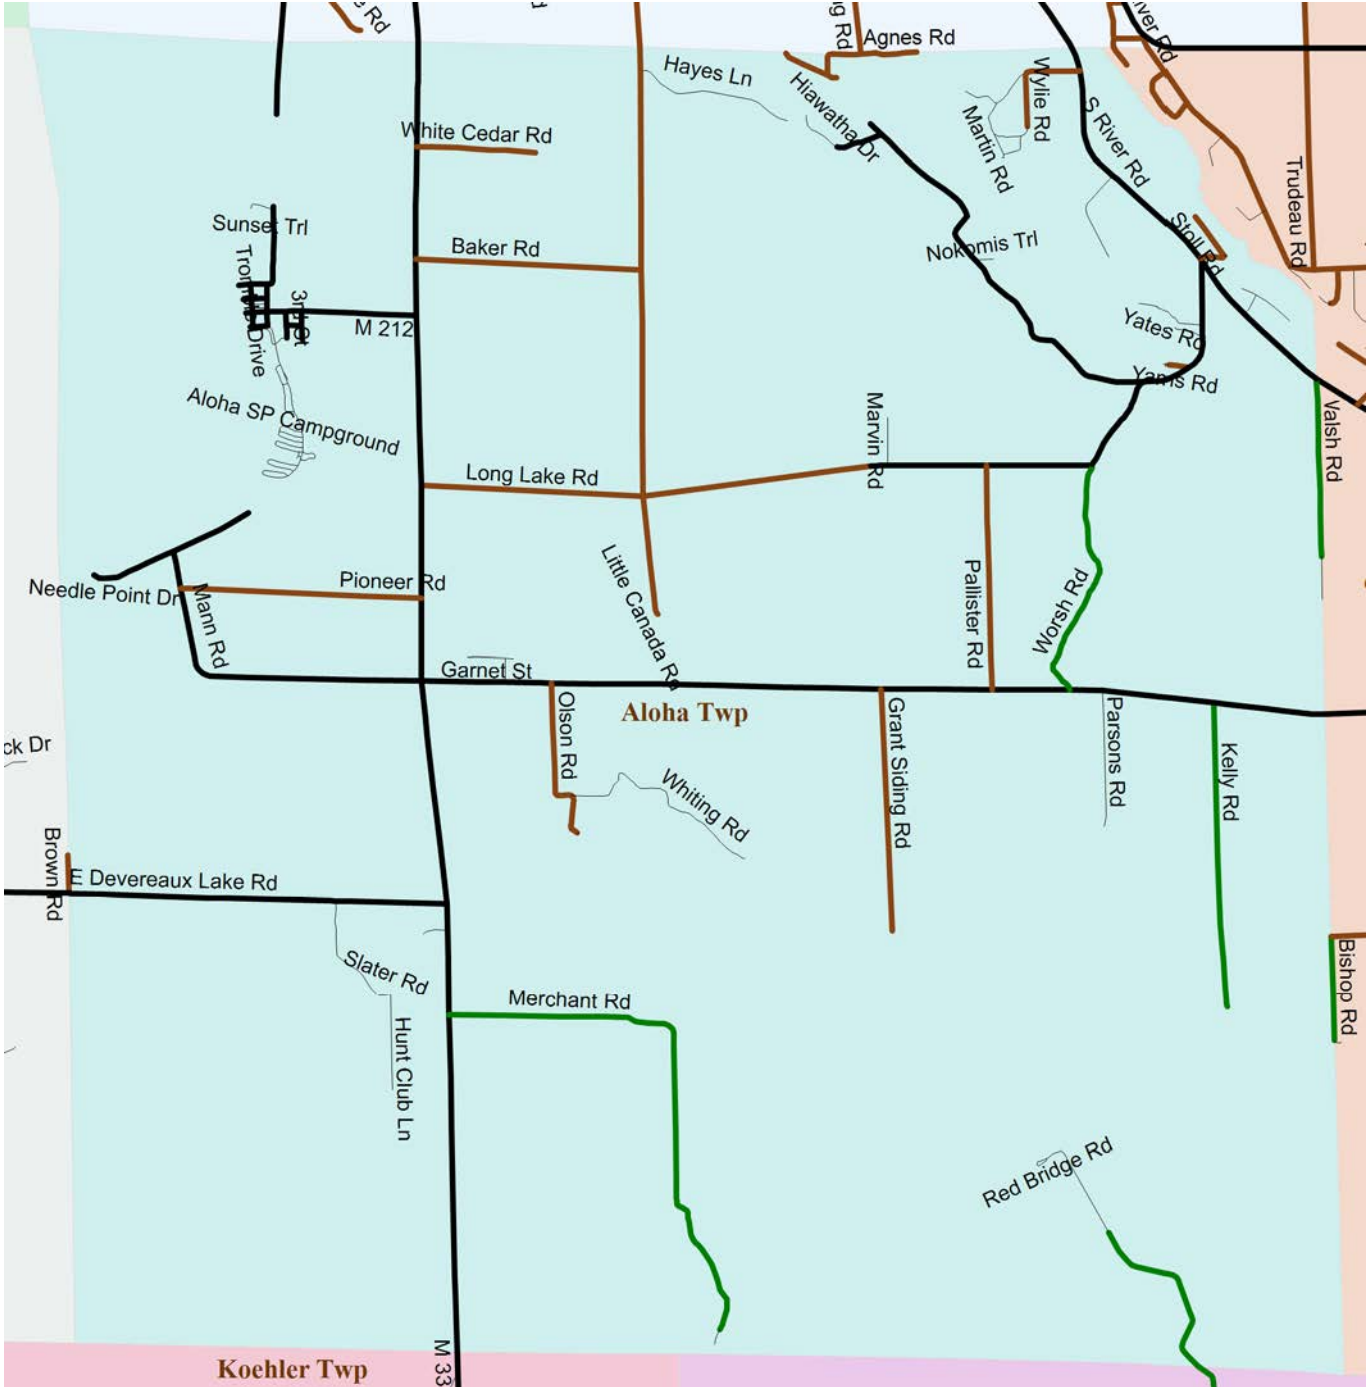 Agnes Rd
Hayes Ln
Wylie Rd
Hiawatha Dr
S River Rd
White Cedar Rd
Martin Rd
Trudeau Rd
Sunset Trl
Baker Rd
Nokomis Trl
Stoll Rd
Drive
M 212
Yates Rd
Yarris Rd
Aloha SP Campground
Marvin Rd
Valsh Rd
Long Lake Rd
Needle Point Dr
Pioneer Rd
Mann Rd
Little Canada Rd
Pallister Rd
Worsh Rd
Garnet St
Olson Rd
Aloha Twp
Grant Siding Rd
Parsons Rd
Kelly Rd
ck Dr
Whiting Rd
Brown Rd
E Devereaux Lake Rd
Slater Rd
Merchant Rd
Bishop Rd
Hunt Club Ln
Red Bridge Rd
M 33
Koehler Twp